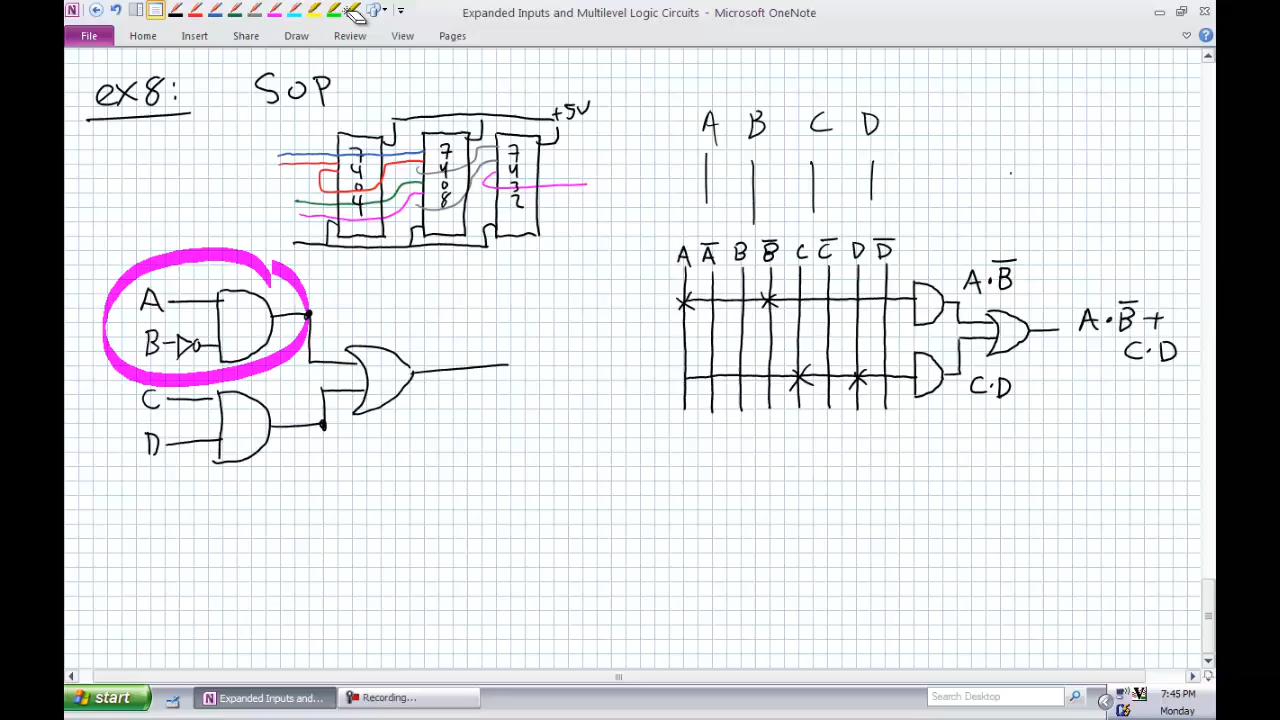 Expanded Inputs and Multilevel Logic Circuits - Microsoft OneNote
File Home Insert Share Draw Review View Pages
ex8: SOP
+5V
7404
7408
7432
A B C D
A A̅ B B̅ C C̅ D D̅
A
B
C
D
A·B̅
C·D
A·B̅ +
C·D
start Expanded Inputs and... Recording... Search Desktop 7:45 PM
Monday